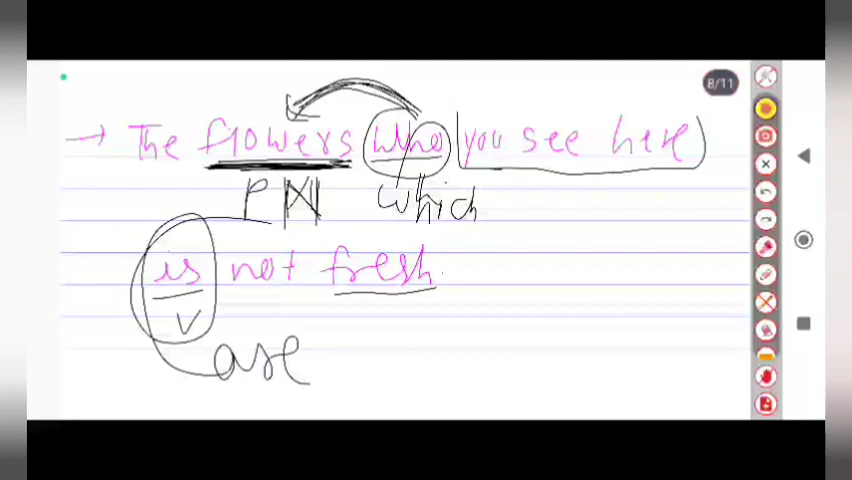 8/11
→ The flowers who you see here
PN which
is not fresh.
V
are